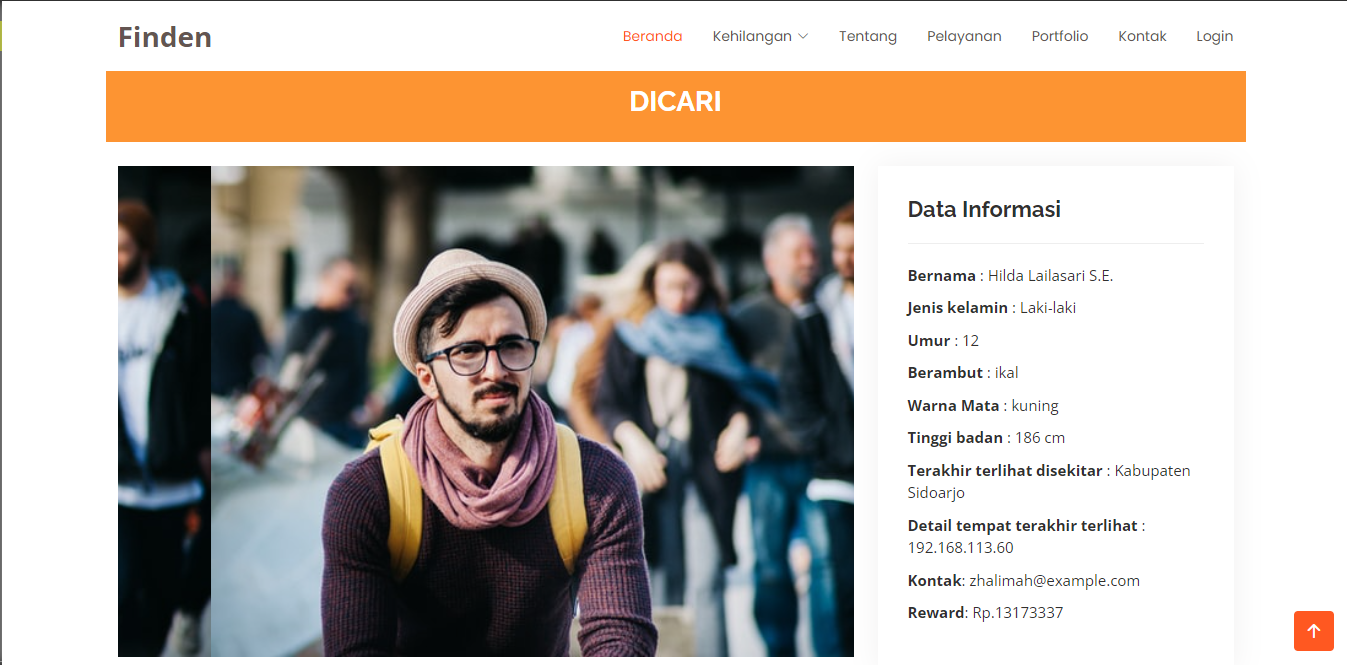 Finden
Beranda Kehilangan Tentang Pelayanan Portfolio Kontak Login
DICARI
Data Informasi
Bernama : Hilda Lailasari S.E.
Jenis kelamin : Laki-laki
Umur : 12
Berambut : ikal
Warna Mata : kuning
Tinggi badan : 186 cm
Terakhir terlihat disekitar : Kabupaten
Sidoarjo
Detail tempat terakhir terlihat :
192.168.113.60
Kontak: zhalimah@example.com
Reward: Rp.13173337